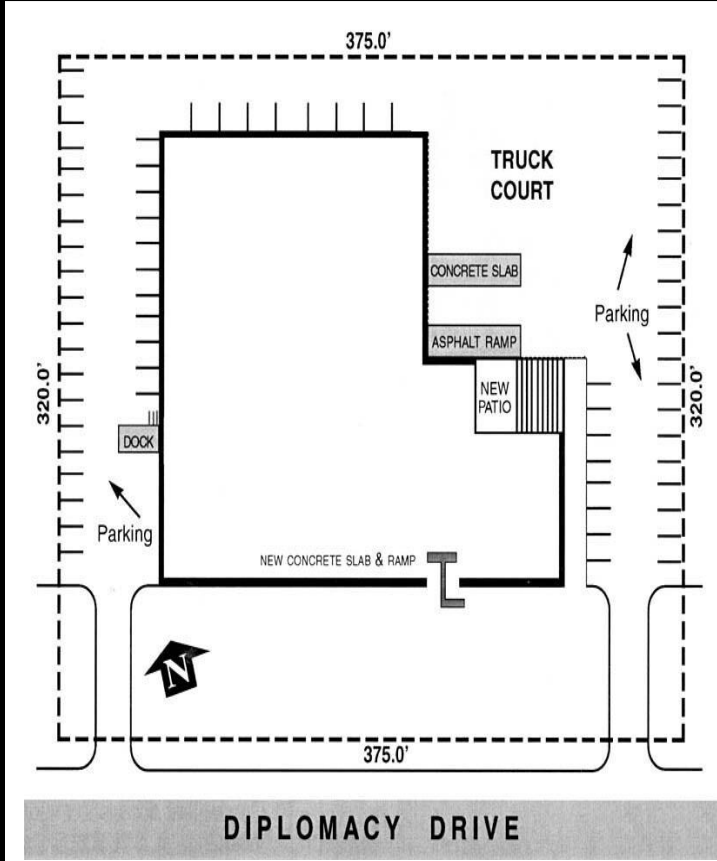 375.0'
TRUCK
COURT
CONCRETE SLAB
Parking
ASPHALT RAMP
320.0'
320.0'
NEW
PATIO
DOCK
Parking
NEW CONCRETE SLAB & RAMP
N
375.0'
DIPLOMACY DRIVE